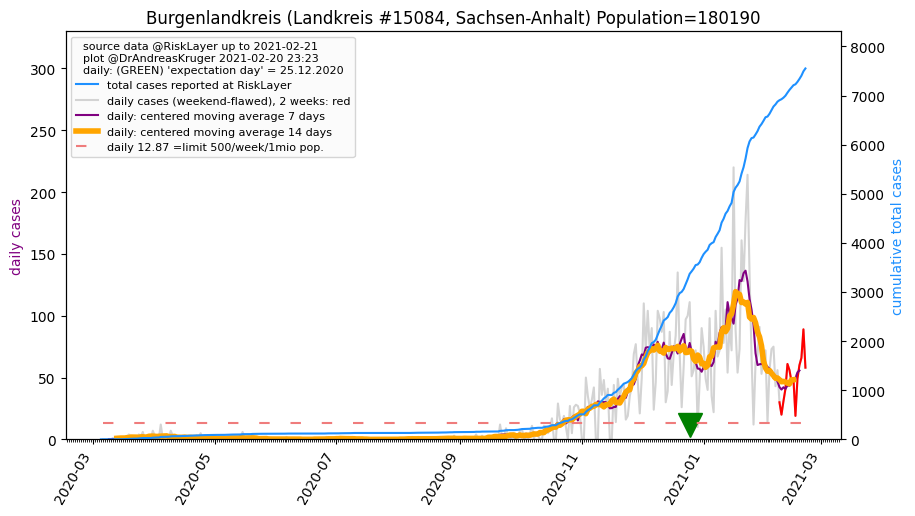 Burgenlandkreis (Landkreis #15084, Sachsen-Anhalt) Population=180190
source data @RiskLayer up to 2021-02-21
plot @DrAndreasKruger 2021-02-20 23:23
daily: (GREEN) 'expectation day' = 25.12.2020
total cases reported at RiskLayer
daily cases (weekend-flawed), 2 weeks: red
daily: centered moving average 7 days
daily: centered moving average 14 days
daily 12.87 =limit 500/week/1mio pop.
daily cases
300
250
200
150
100
50
0
cumulative total cases
8000
7000
6000
5000
4000
3000
2000
1000
0
2020-03
2020-05
2020-07
2020-09
2020-11
2021-01
2021-03